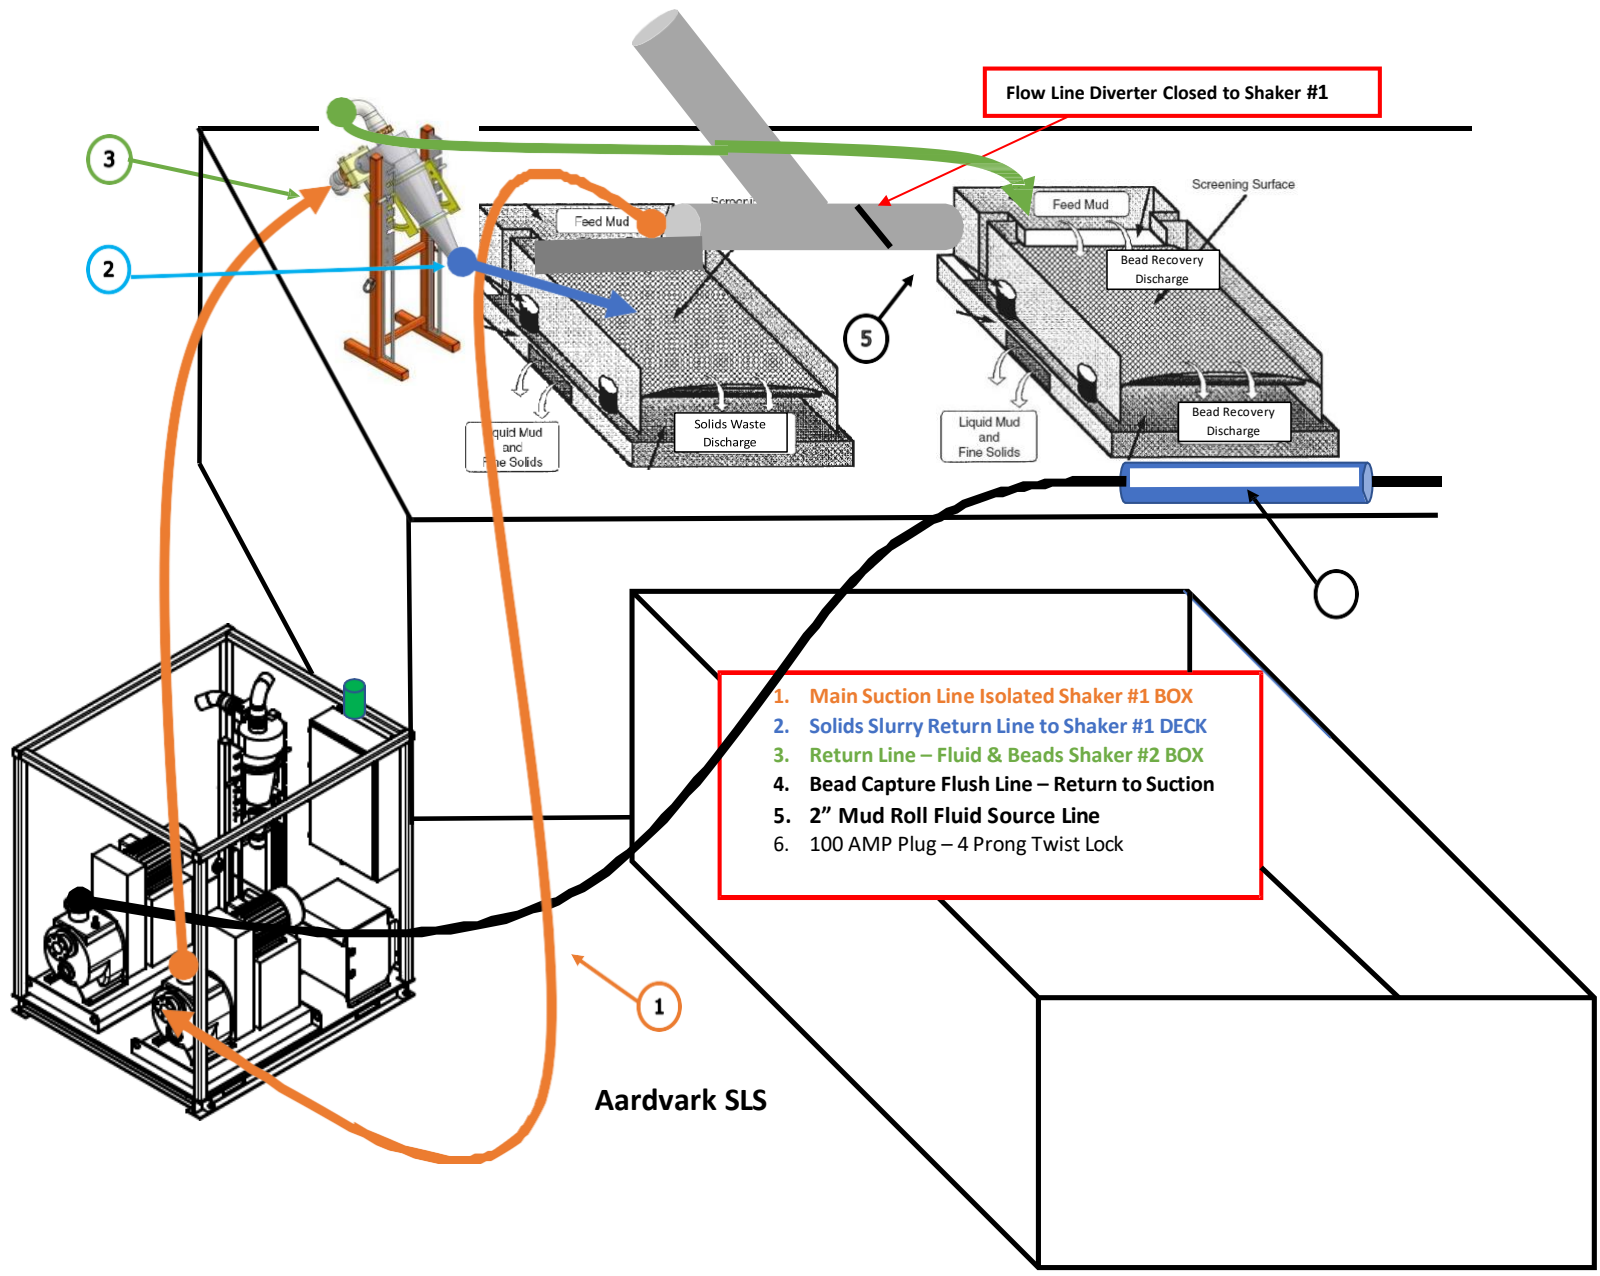 Flow Line Diverter Closed to Shaker #1
3
Screening Surface
Feed Mud
Feed Mud
2
Bead Recovery
Discharge
5
Solids Waste
Discharge
Bead Recovery
Discharge
quid Mud
and
Fine Solids
Liquid Mud
and
Fine Solids
1. Main Suction Line Isolated Shaker #1 BOX
2. Solids Slurry Return Line to Shaker #1 DECK
3. Return Line – Fluid & Beads Shaker #2 BOX
4. Bead Capture Flush Line – Return to Suction
5. 2” Mud Roll Fluid Source Line
6. 100 AMP Plug – 4 Prong Twist Lock
1
Aardvark SLS